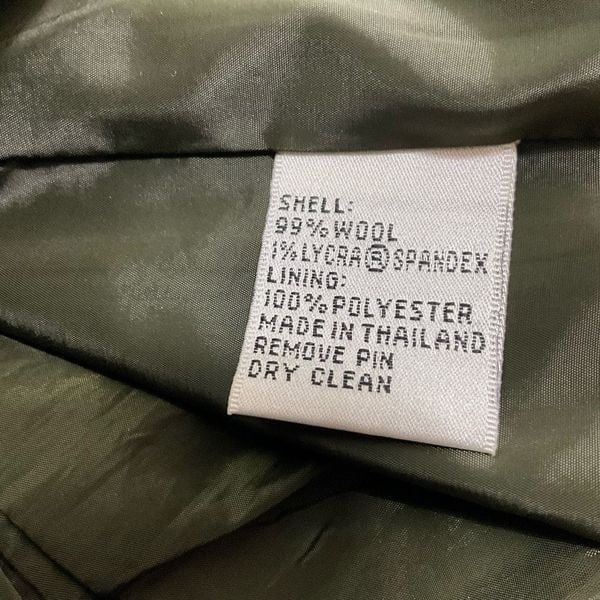 SHELL:
99% WOOL
1% LYCRA® SPANDEX
LINING:
100% POLYESTER
MADE IN THAILAND
REMOVE PIN
DRY CLEAN